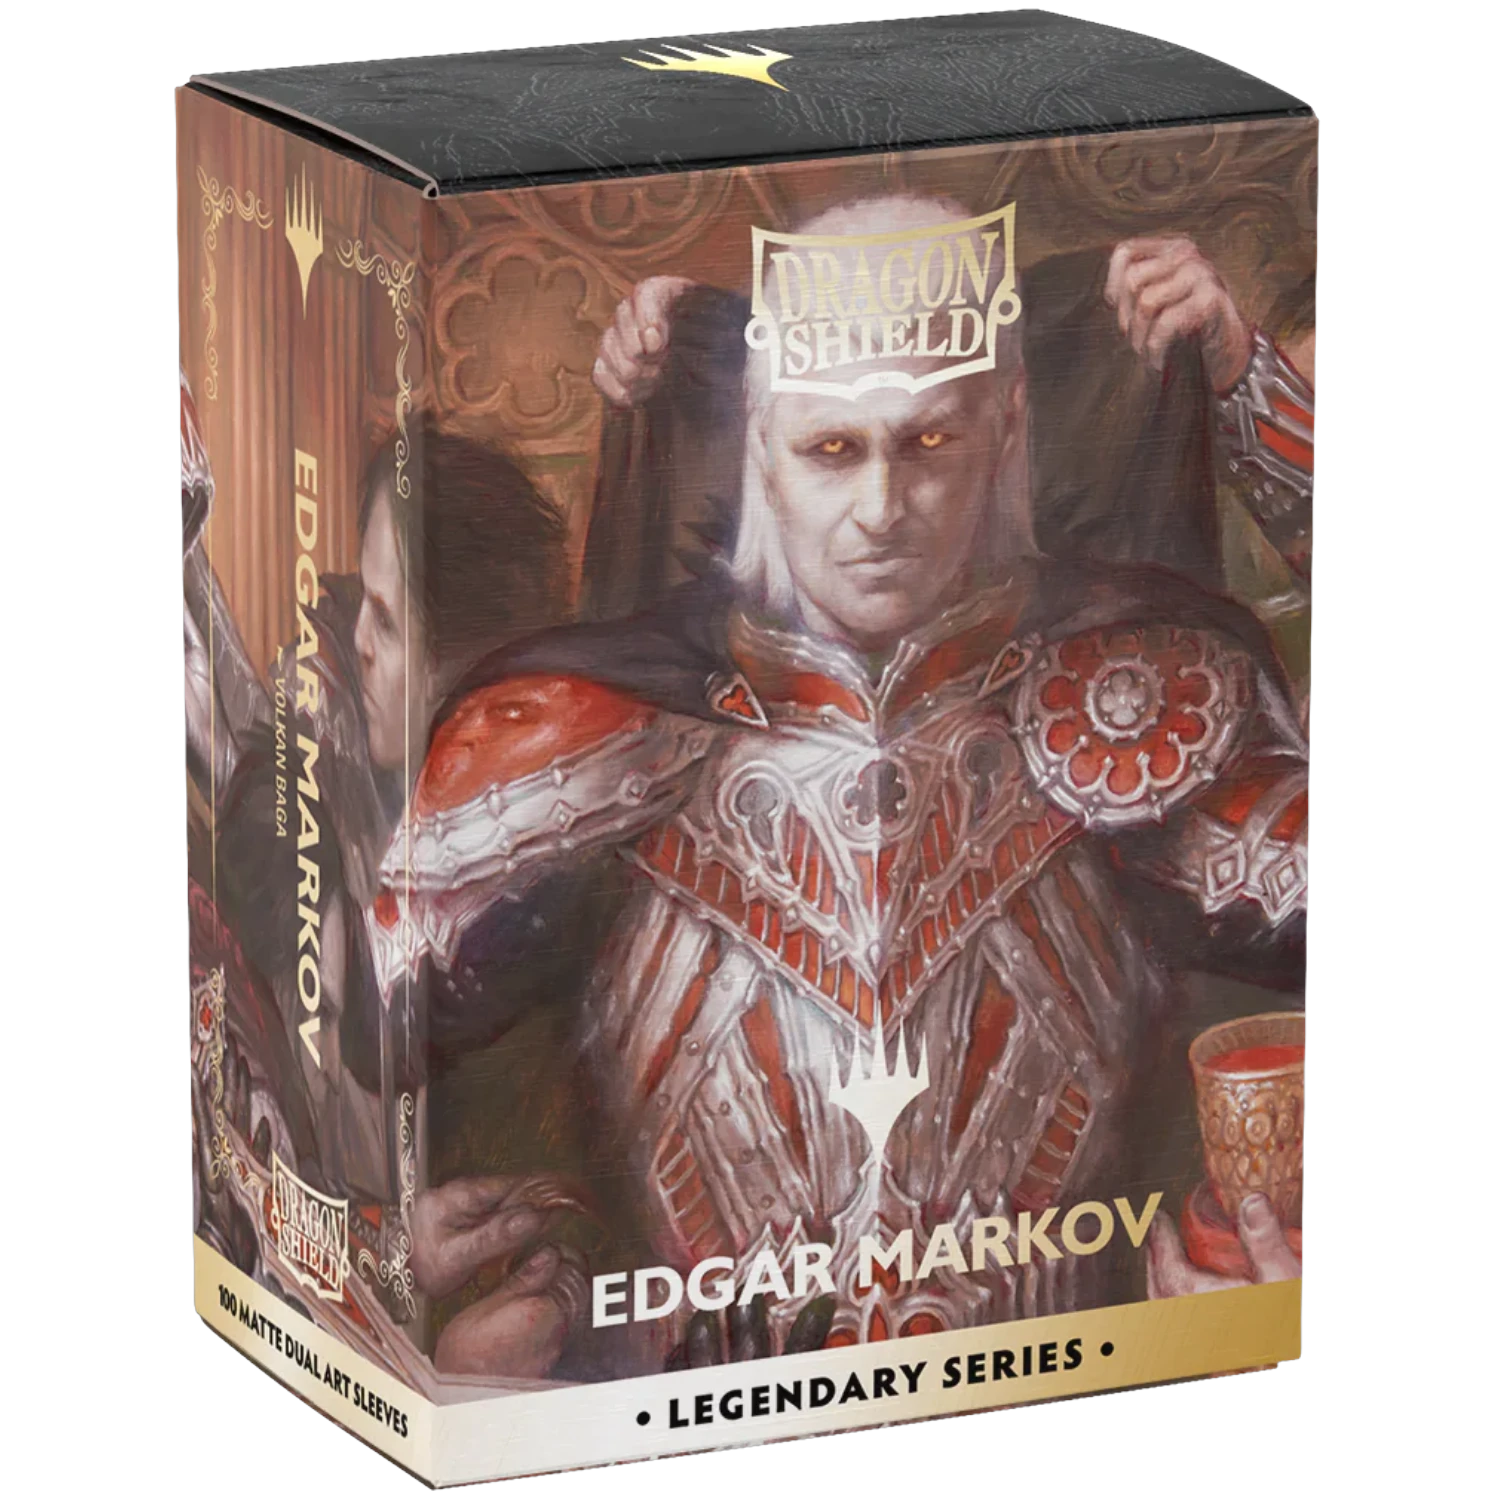 DRAGON
SHIELD
EDGAR MARKOV
• LEGENDARY SERIES •
EDGAR MARKOV
VOLKAN BAGA
DRAGON
SHIELD
100 MATTE DUAL ART SLEEVES